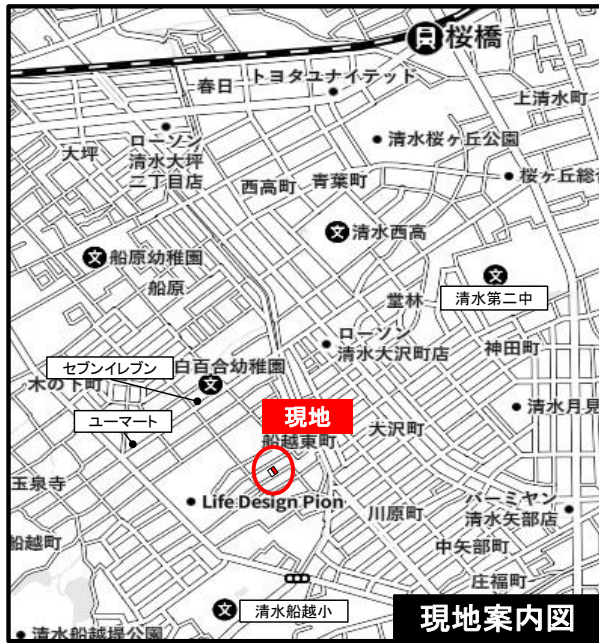 桜橋
春日
トヨタユナイテッド
上清水町
ローソン
清水大坪
二丁目店
大坪
清水桜ヶ丘公園
桜ヶ丘総
西高町
青葉町
清水西高
船原幼稚園
船原
清水第二中
堂林
ローソン
清水大沢町店
神田町
セブンイレブン
白百合幼稚園
木の下町
ユーマート
現地
船越東町
大沢町
清水月見
玉泉寺
Life Design Pion
川原町
バーミヤン
清水矢部店
船越町
中矢部町
庄福町
清水船越小
清水船越堤公園
現地案内図